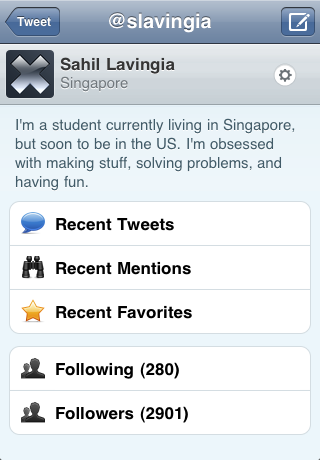 Tweet
@slavingia
Sahil Lavingia
Singapore
I'm a student currently living in Singapore,
but soon to be in the US. I'm obsessed
with making stuff, solving problems, and
having fun.
Recent Tweets
Recent Mentions
Recent Favorites
Following (280)
Followers (2901)